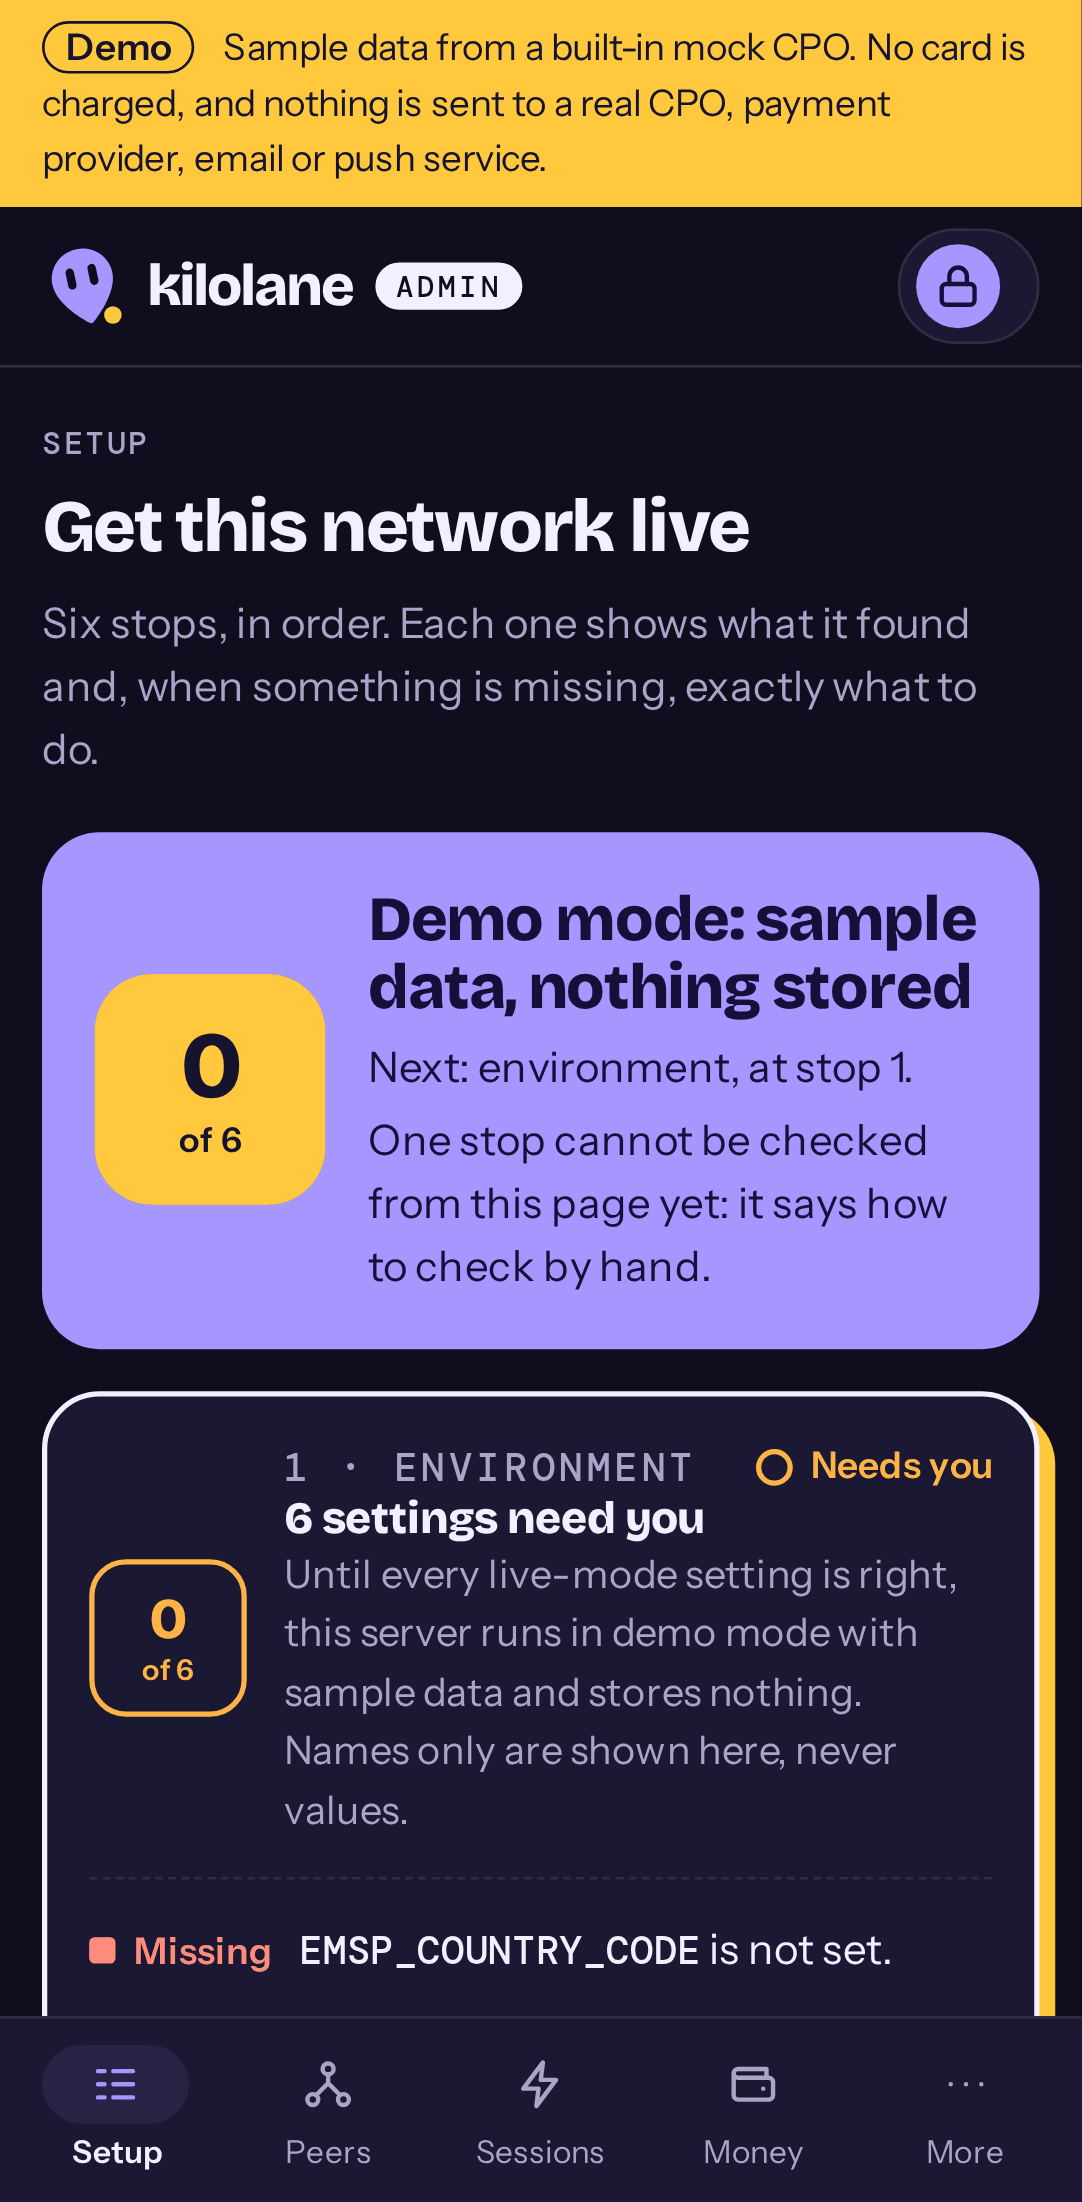 Demo Sample data from a built-in mock CPO. No card is
charged, and nothing is sent to a real CPO, payment
provider, email or push service.
kilolane ADMIN
SETUP
Get this network live
Six stops, in order. Each one shows what it found
and, when something is missing, exactly what to
do.
0
of 6
Demo mode: sample
data, nothing stored
Next: environment, at stop 1.
One stop cannot be checked
from this page yet: it says how
to check by hand.
1 · ENVIRONMENT Needs you
6 settings need you
0
of 6
Until every live-mode setting is right,
this server runs in demo mode with
sample data and stores nothing.
Names only are shown here, never
values.
Missing EMSP_COUNTRY_CODE is not set.
Setup Peers Sessions Money More